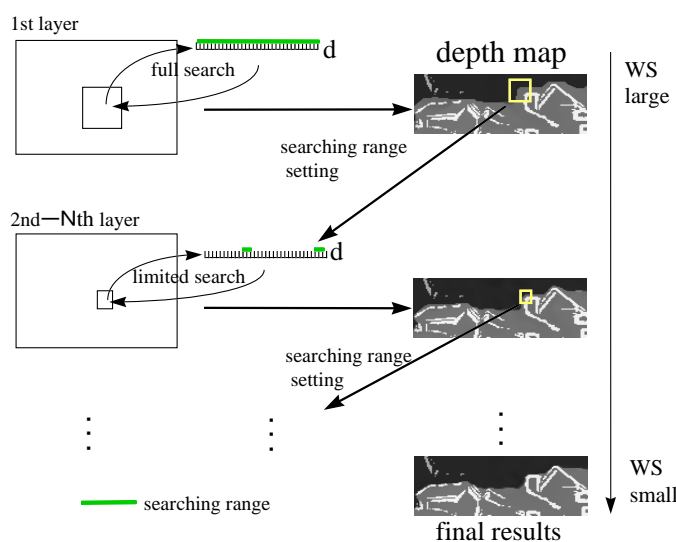 1st layer
d
full search
depth map
WS
large
searching range
setting
2nd—Nth layer
d
limited search
searching range
setting
WS
small
searching range
final results